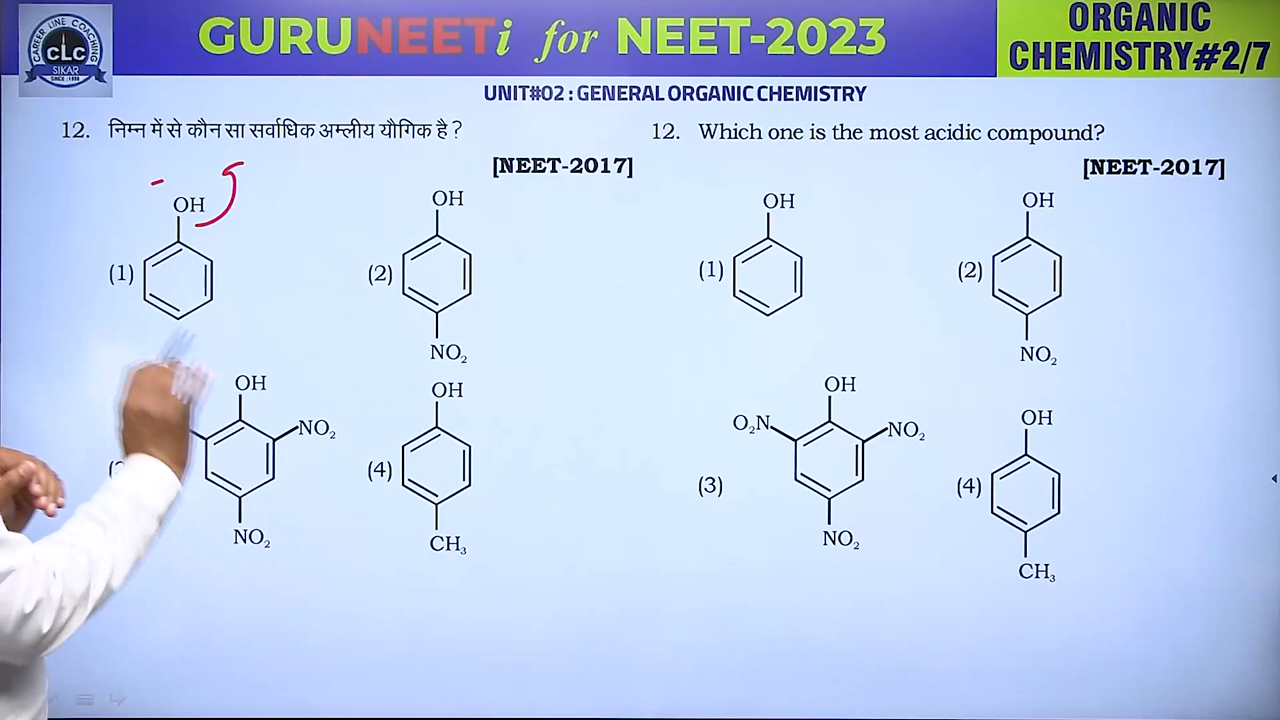 CAREER LINE COACHING
CLC
SIKAR
SINCE : 1996
GURUNEETi for NEET-2023
ORGANIC
CHEMISTRY#2/7
UNIT#02 : GENERAL ORGANIC CHEMISTRY
12. निम्न में से कौन सा सर्वाधिक अम्लीय यौगिक है ?
[NEET-2017]
OH
(1)
OH
(2)
NO₂
OH
NO₂
NO₂
OH
(4)
CH₃
12. Which one is the most acidic compound?
[NEET-2017]
OH
(1)
OH
(2)
NO₂
OH
O₂N
NO₂
(3)
NO₂
OH
(4)
CH₃